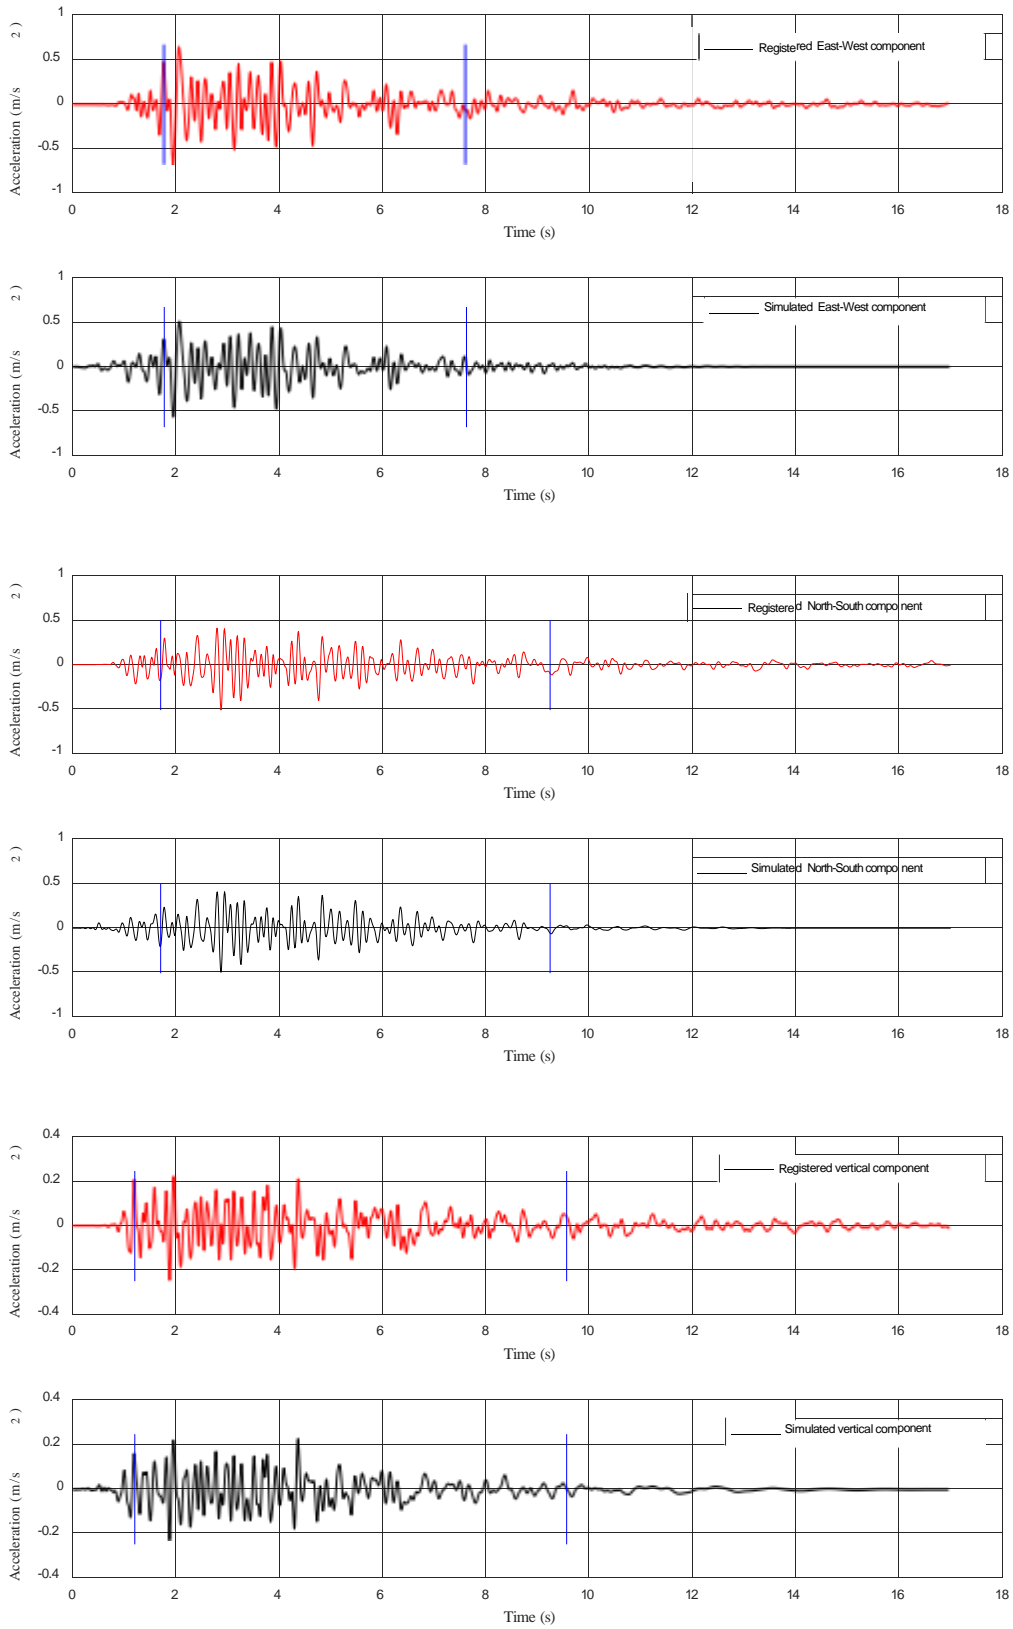 1
0.5
0
-0.5
-1
Acceleration (m/s 2 )
Registered East-West component
0 2 4 6 8 10 12 14 16 18
Time (s)
1
0.5
0
-0.5
-1
Acceleration (m/s 2 )
Simulated East-West component
0 2 4 6 8 10 12 14 16 18
Time (s)
1
0.5
0
-0.5
-1
Acceleration (m/s 2 )
Registered North-South component
0 2 4 6 8 10 12 14 16 18
Time (s)
1
0.5
0
-0.5
-1
Acceleration (m/s 2 )
Simulated North-South component
0 2 4 6 8 10 12 14 16 18
Time (s)
0.4
0.2
0
-0.2
-0.4
Acceleration (m/s 2 )
Registered vertical component
0 2 4 6 8 10 12 14 16 18
Time (s)
0.4
0.2
0
-0.2
-0.4
Acceleration (m/s 2 )
Simulated vertical component
0 2 4 6 8 10 12 14 16 18
Time (s)